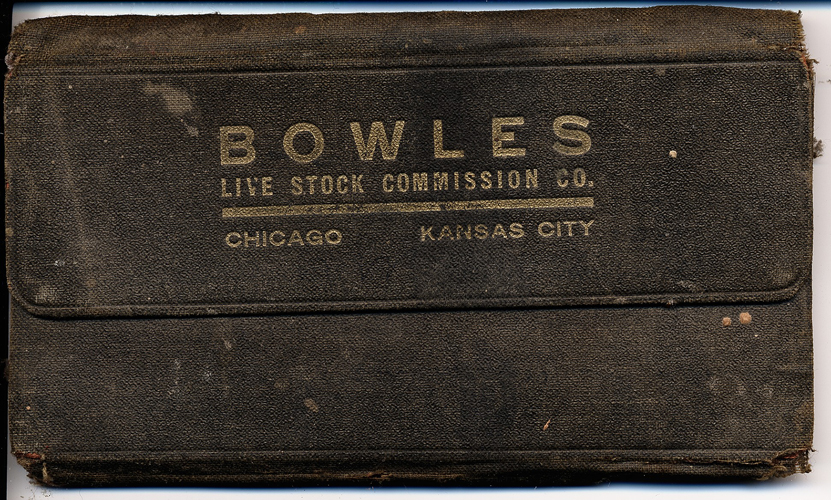 BOWLES
LIVE STOCK COMMISSION CO.
CHICAGO KANSAS CITY